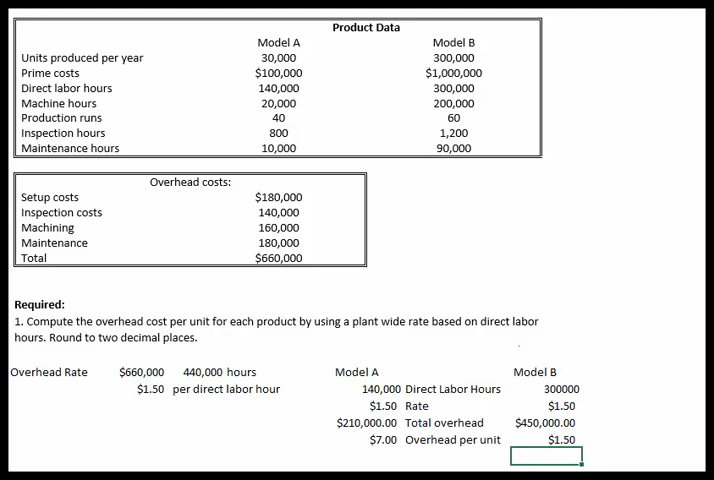 Product Data
Model A Model B
Units produced per year 30,000 300,000
Prime costs $100,000 $1,000,000
Direct labor hours 140,000 300,000
Machine hours 20,000 200,000
Production runs 40 60
Inspection hours 800 1,200
Maintenance hours 10,000 90,000
Overhead costs:
Setup costs $180,000
Inspection costs 140,000
Machining 160,000
Maintenance 180,000
Total $660,000
Required:
1. Compute the overhead cost per unit for each product by using a plant wide rate based on direct labor
hours. Round to two decimal places.
Overhead Rate $660,000 440,000 hours Model A Model B
140,000 Direct Labor Hours 300000
$1.50 per direct labor hour
$1.50 Rate $1.50
$210,000.00 Total overhead $450,000.00
$7.00 Overhead per unit $1.50